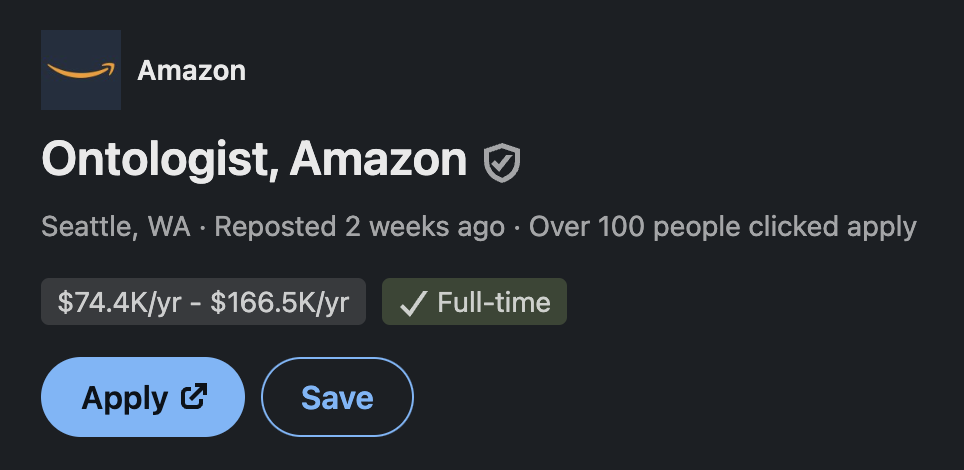 Amazon
Ontologist, Amazon
Seattle, WA · Reposted 2 weeks ago · Over 100 people clicked apply
$74.4K/yr - $166.5K/yr
Full-time
Apply
Save